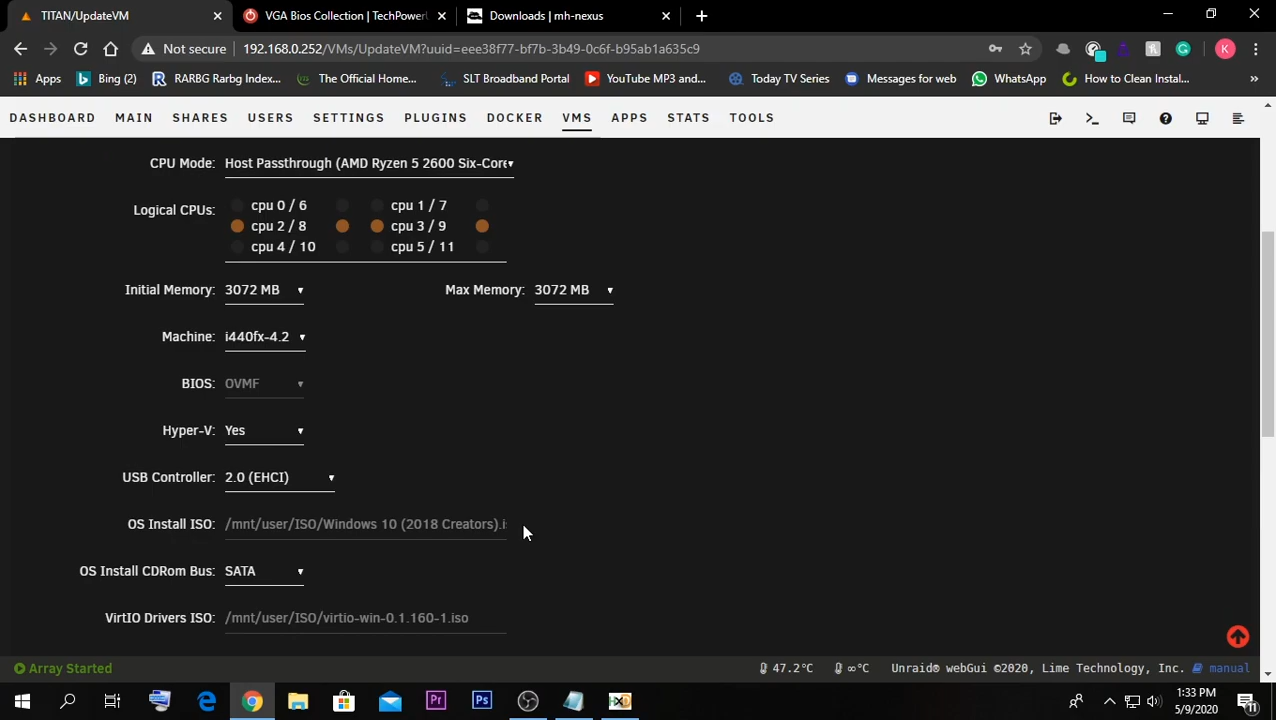 TITAN/UpdateVM
VGA Bios Collection | TechPowerU
Downloads | mh-nexus
Not secure | 192.168.0.252/VMs/UpdateVM?uuid=eee38f77-bf7b-3b49-0c6f-b95ab1a635c9
K
Apps Bing (2) RARBG Rarbg Index... The Official Home... SLT Broadband Portal YouTube MP3 and... Today TV Series Messages for web WhatsApp How to Clean Instal... »
DASHBOARD MAIN SHARES USERS SETTINGS PLUGINS DOCKER VMS APPS STATS TOOLS
CPU Mode: Host Passthrough (AMD Ryzen 5 2600 Six-Core
Logical CPUs: cpu 0 / 6 cpu 1 / 7
cpu 2 / 8 cpu 3 / 9
cpu 4 / 10 cpu 5 / 11
Initial Memory: 3072 MB Max Memory: 3072 MB
Machine: i440fx-4.2
BIOS: OVMF
Hyper-V: Yes
USB Controller: 2.0 (EHCI)
OS Install ISO: /mnt/user/ISO/Windows 10 (2018 Creators).i
OS Install CDRom Bus: SATA
VirtIO Drivers ISO: /mnt/user/ISO/virtio-win-0.1.160-1.iso
Array Started 47.2°C ∞°C Unraid® webGui ©2020, Lime Technology, Inc. manual
Pr Ps
1:33 PM
5/9/2020
11